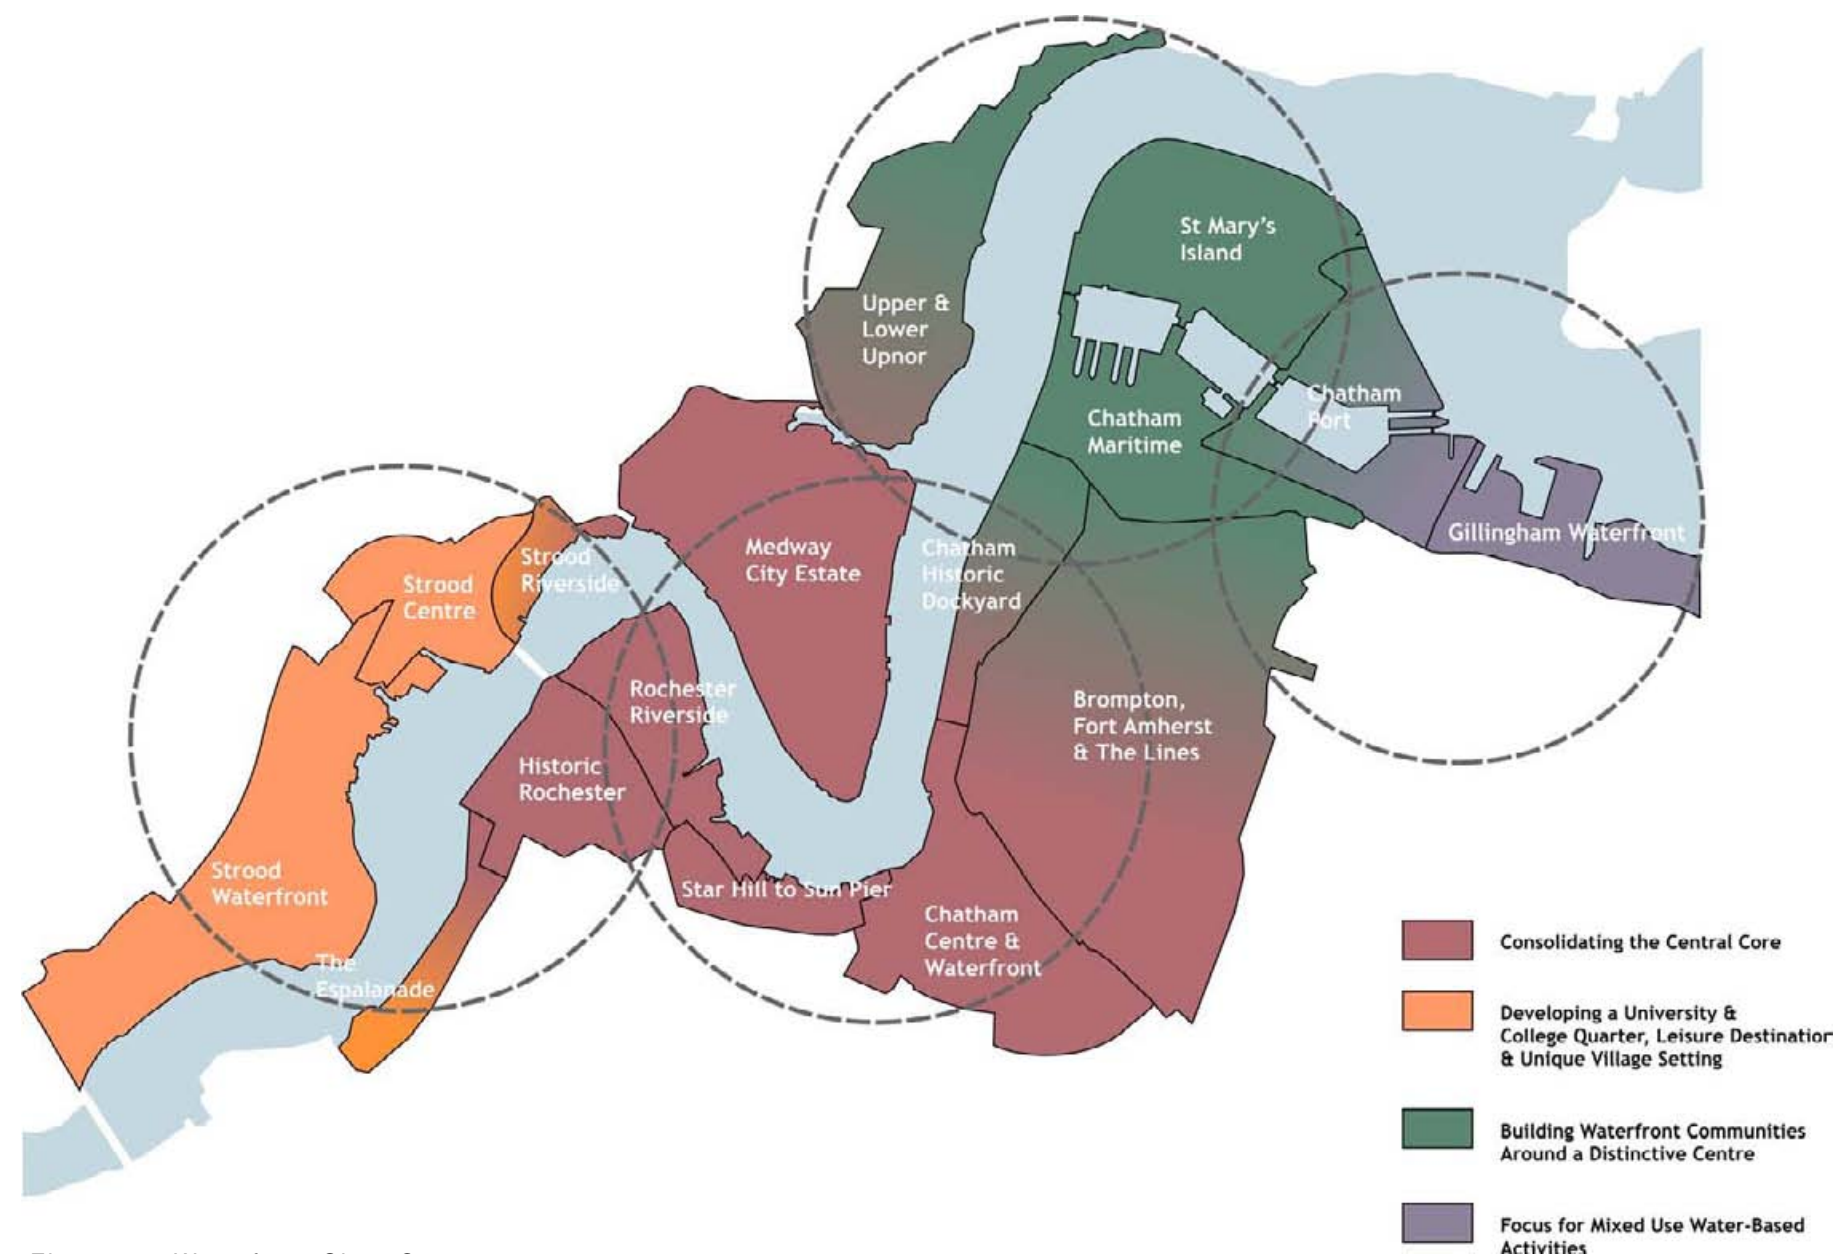 St Mary's
Island
Upper &
Lower
Upnor
Chatham
Port
Chatham
Maritime
Gillingham Waterfront
Medway
City Estate
Chatham
Historic
Dockyard
Strood
Riverside
Strood
Centre
Rochester
Riverside
Brompton,
Fort Amherst
& The Lines
Historic
Rochester
Strood
Waterfront
Star Hill to Sun Pier
Chatham
Centre &
Waterfront
The
Espalanade
Consolidating the Central Core
Developing a University &
College Quarter, Leisure Destination
& Unique Village Setting
Building Waterfront Communities
Around a Distinctive Centre
Focus for Mixed Use Water-Based
Activities